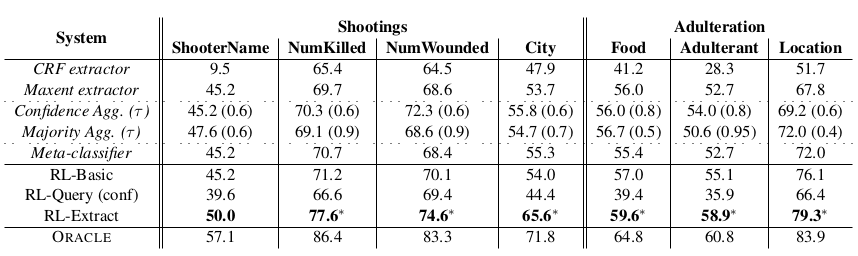 System Shootings Adulteration
ShooterName NumKilled NumWounded City Food Adulterant Location
CRF extractor 9.5 65.4 64.5 47.9 41.2 28.3 51.7
Maxent extractor 45.2 69.7 68.6 53.7 56.0 52.7 67.8
Confidence Agg. (τ) 45.2 (0.6) 70.3 (0.6) 72.3 (0.6) 55.8 (0.6) 56.0 (0.8) 54.0 (0.8) 69.2 (0.6)
Majority Agg. (τ) 47.6 (0.6) 69.1 (0.9) 68.6 (0.9) 54.7 (0.7) 56.7 (0.5) 50.6 (0.95) 72.0 (0.4)
Meta-classifier 45.2 70.7 68.4 55.3 55.4 52.7 72.0
RL-Basic 45.2 71.2 70.1 54.0 57.0 55.1 76.1
RL-Query (conf) 39.6 66.6 69.4 44.4 39.4 35.9 66.4
RL-Extract 50.0 77.6* 74.6* 65.6* 59.6* 58.9* 79.3*
ORACLE 57.1 86.4 83.3 71.8 64.8 60.8 83.9